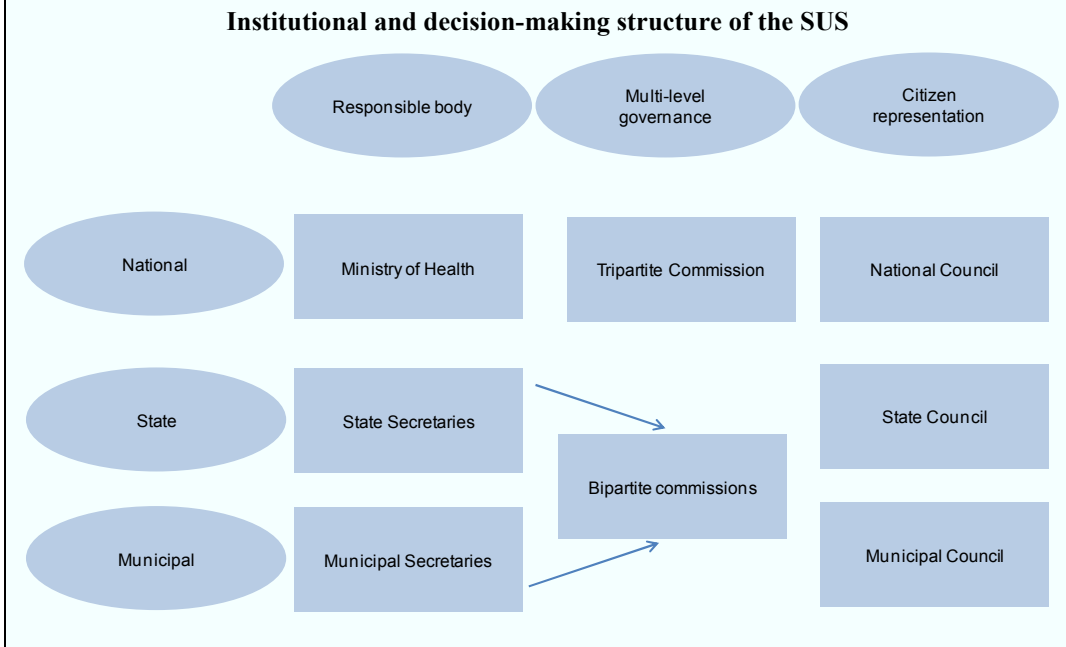 Institutional and decision-making structure of the SUS
Responsible body
Multi-level
governance
Citizen
representation
National
Ministry of Health
Tripartite Commission
National Council
State
State Secretaries
State Council
Bipartite commissions
Municipal
Municipal Secretaries
Municipal Council